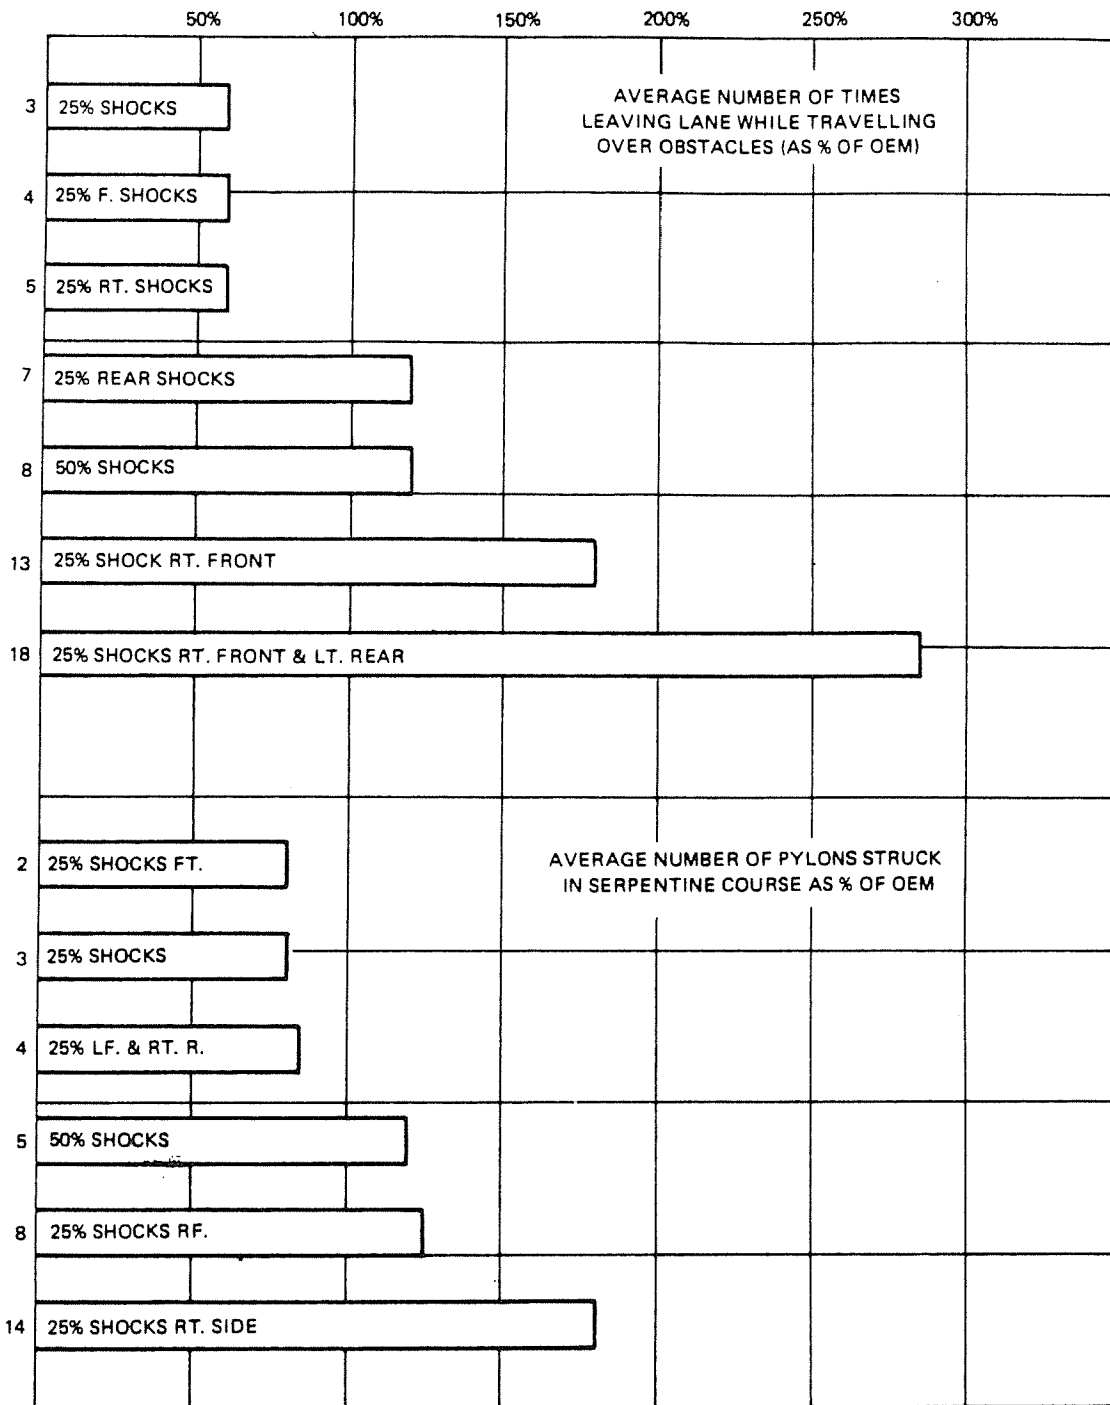 50% 100% 150% 200% 250% 300%
AVERAGE NUMBER OF TIMES
LEAVING LANE WHILE TRAVELLING
OVER OBSTACLES (AS % OF OEM)
3 25% SHOCKS
4 25% F. SHOCKS
5 25% RT. SHOCKS
7 25% REAR SHOCKS
8 50% SHOCKS
13 25% SHOCK RT. FRONT
18 25% SHOCKS RT. FRONT & LT. REAR
AVERAGE NUMBER OF PYLONS STRUCK
IN SERPENTINE COURSE AS % OF OEM
2 25% SHOCKS FT.
3 25% SHOCKS
4 25% LF. & RT. R.
5 50% SHOCKS
8 25% SHOCKS RF.
14 25% SHOCKS RT. SIDE